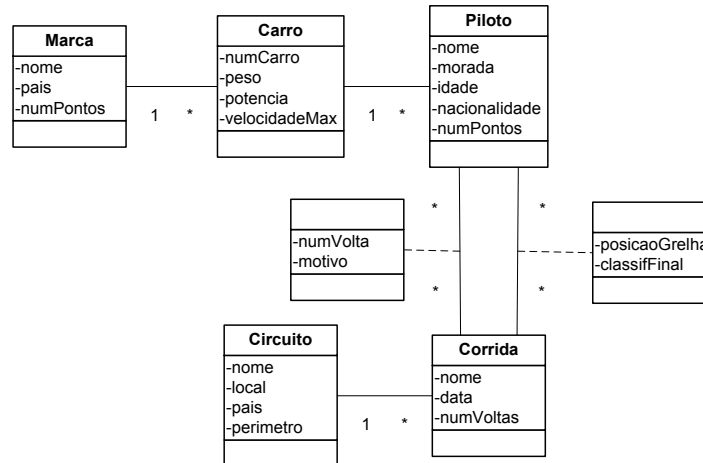 Marca
-nome
-pais
-numPontos
1 *
Carro
-numCarro
-peso
-potencia
-velocidadeMax
1 *
Piloto
-nome
-morada
-idade
-nacionalidade
-numPontos
* *
-numVolta
-motivo
-posicaoGrelha
-classifFinal
* *
Circuito
-nome
-local
-pais
-perimetro
1 *
Corrida
-nome
-data
-numVoltas